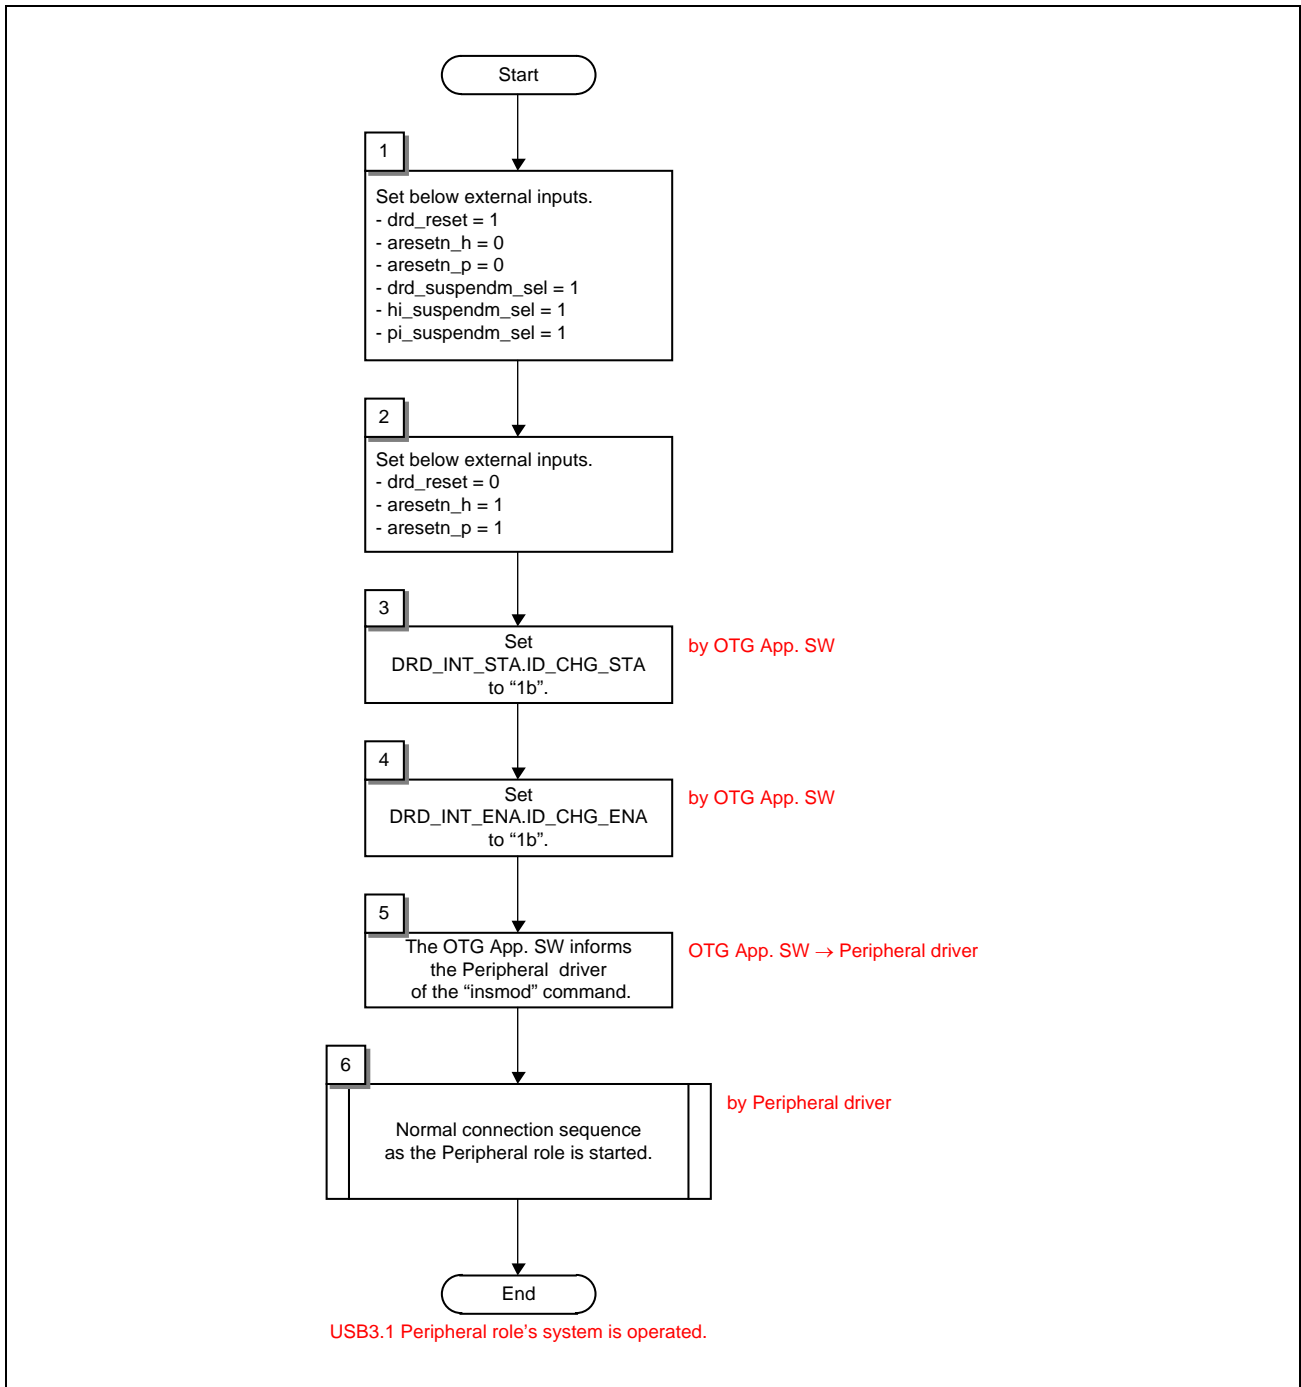 Start
1
Set below external inputs.
- drd_reset = 1
- aresetn_h = 0
- aresetn_p = 0
- drd_suspendm_sel = 1
- hi_suspendm_sel = 1
- pi_suspendm_sel = 1
2
Set below external inputs.
- drd_reset = 0
- aresetn_h = 1
- aresetn_p = 1
3
Set
DRD_INT_STA.ID_CHG_STA
to “1b”.
by OTG App. SW
4
Set
DRD_INT_ENA.ID_CHG_ENA
to “1b”.
by OTG App. SW
5
The OTG App. SW informs
the Peripheral driver
of the “insmod” command.
OTG App. SW → Peripheral driver
6
Normal connection sequence
as the Peripheral role is started.
by Peripheral driver
End
USB3.1 Peripheral role’s system is operated.